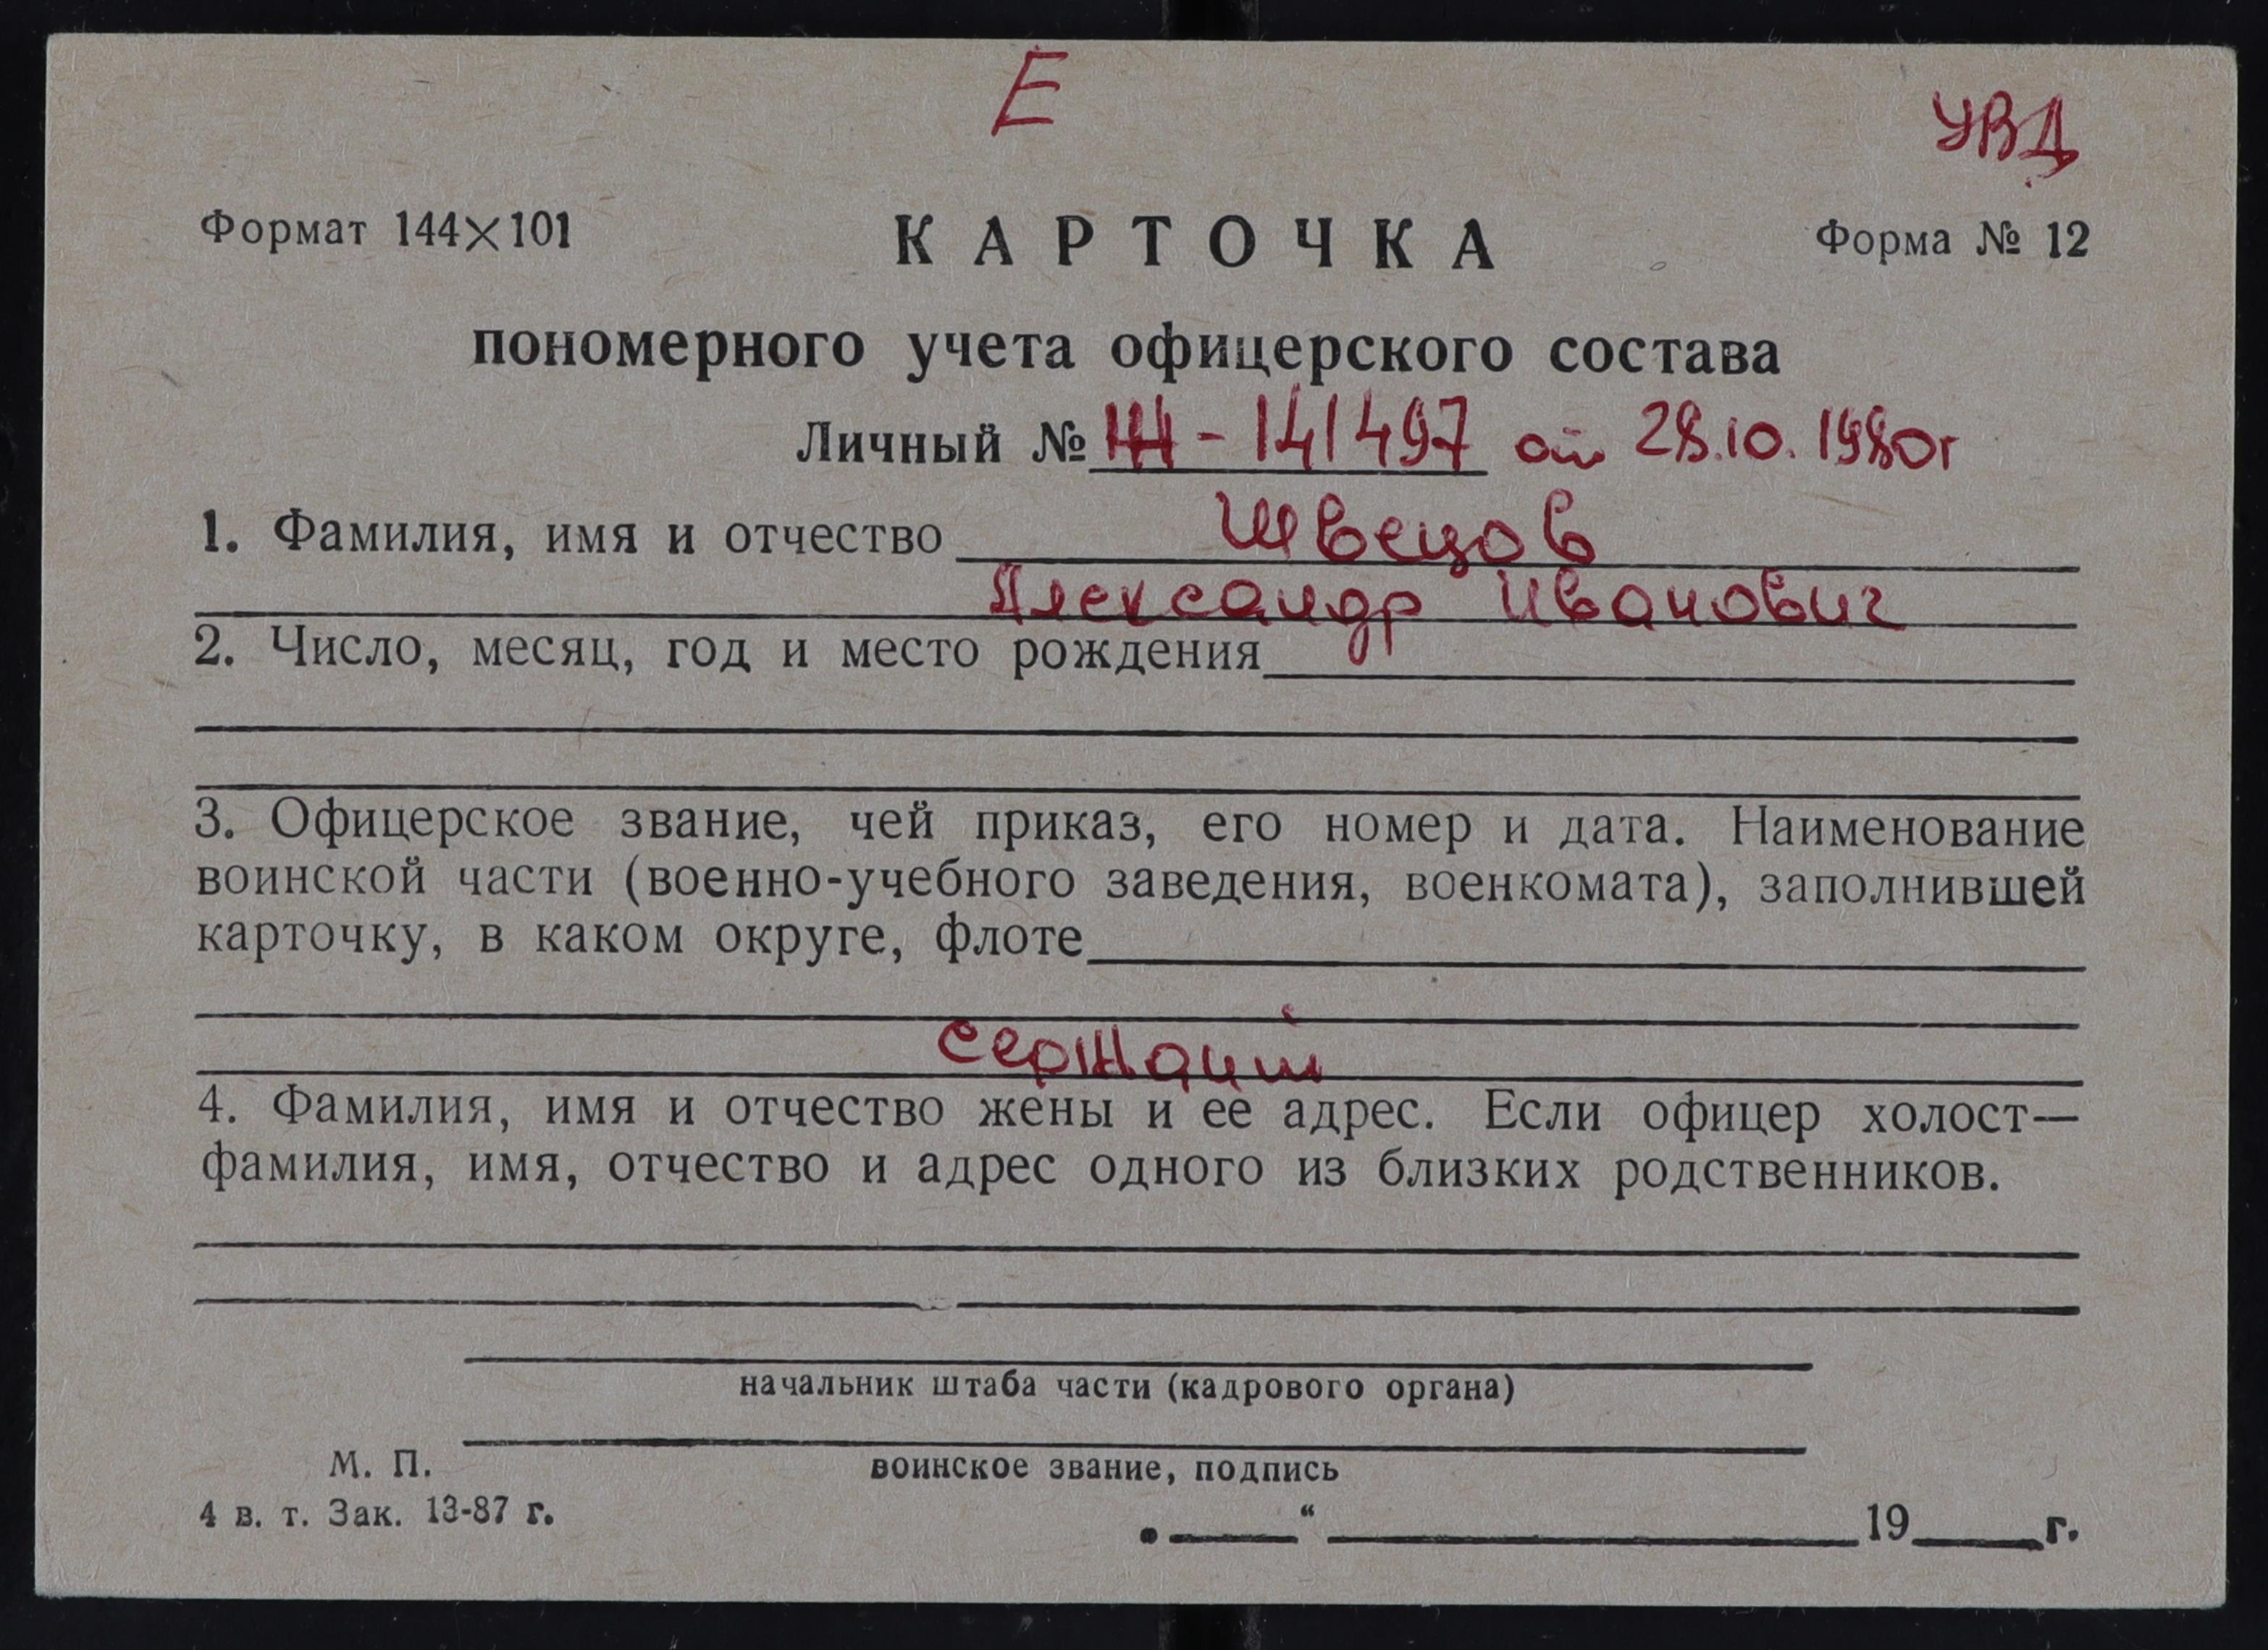 Е
УВД
Формат 144×101 КАРТОЧКА Форма № 12
пономерного учета офицерского состава
Личный № Ж - 141497 от 28.10.1980г
1. Фамилия, имя и отчество Швецов
Александр Иванович
2. Число, месяц, год и место рождения
3. Офицерское звание, чей приказ, его номер и дата. Наименование
воинской части (военно-учебного заведения, военкомата), заполнившей
карточку, в каком округе, флоте
сержант
4. Фамилия, имя и отчество жены и ее адрес. Если офицер холост—
фамилия, имя, отчество и адрес одного из близких родственников.
начальник штаба части (кадрового органа)
М. П.
воинское звание, подпись
4 в. т. Зак. 13-87 г.
„ “ 19 г.